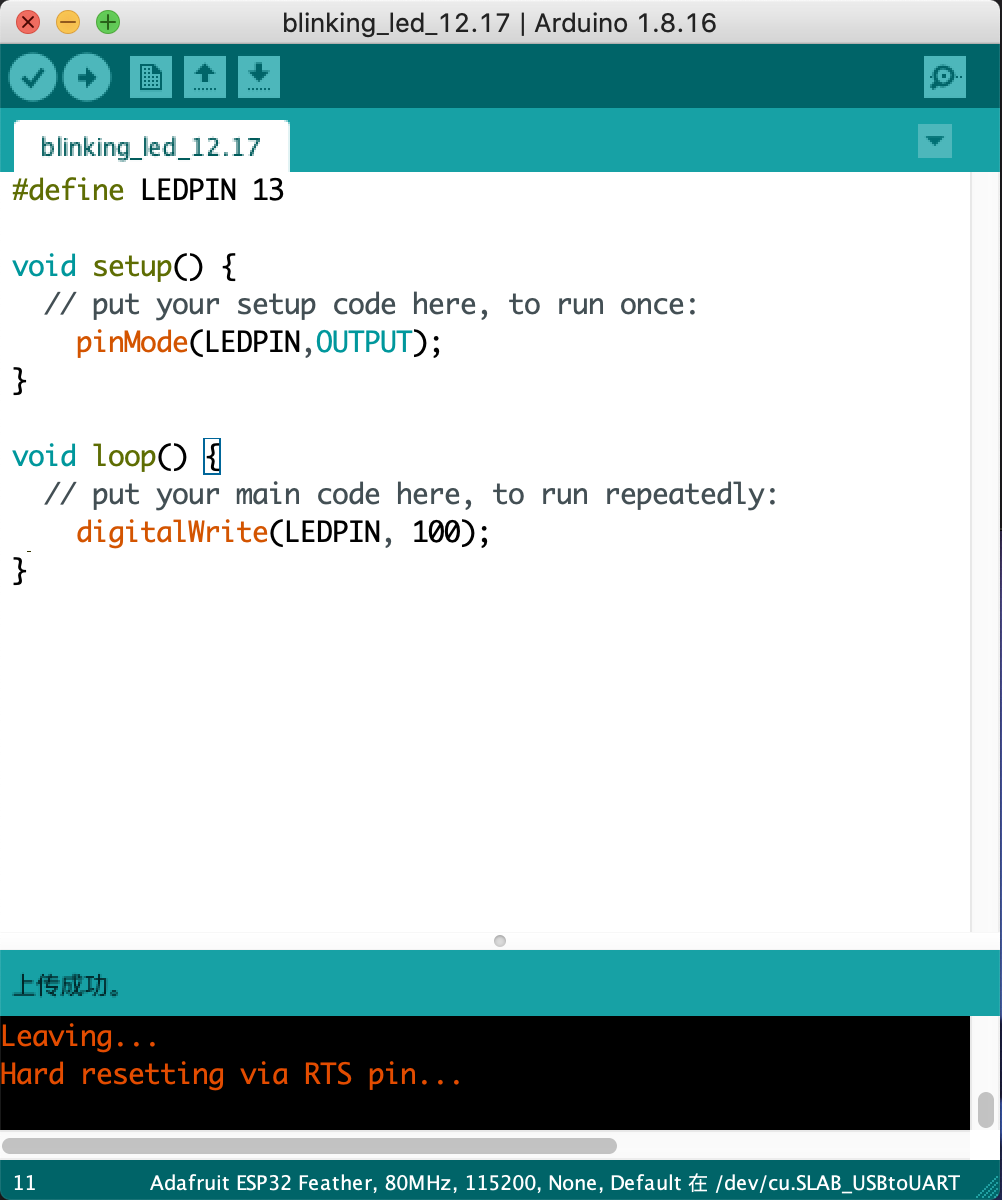 blinking_led_12.17 | Arduino 1.8.16
blinking_led_12.17
#define LEDPIN 13
void setup() {
  // put your setup code here, to run once:
    pinMode(LEDPIN,OUTPUT);
}
void loop() {
  // put your main code here, to run repeatedly:
    digitalWrite(LEDPIN, 100);
}
上传成功。
Leaving...
Hard resetting via RTS pin...
11 Adafruit ESP32 Feather, 80MHz, 115200, None, Default 在 /dev/cu.SLAB_USBtoUART